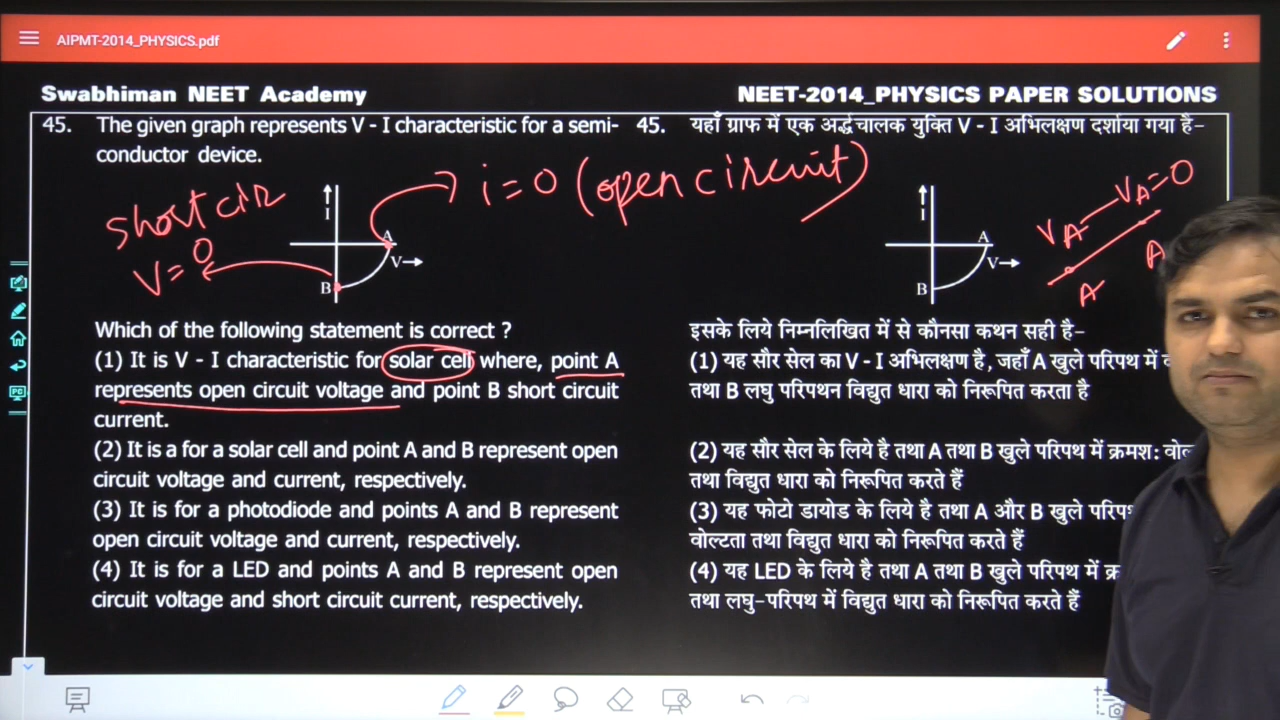 AIPMT-2014_PHYSICS.pdf
Swabhiman NEET Academy
NEET-2014_PHYSICS PAPER SOLUTIONS
45. The given graph represents V - I characteristic for a semi-
conductor device.
short cir
V = 0
i = 0 (open circuit)
I
A
V
B
Which of the following statement is correct ?
(1) It is V - I characteristic for solar cell where, point A
represents open circuit voltage and point B short circuit
current.
(2) It is a for a solar cell and point A and B represent open
circuit voltage and current, respectively.
(3) It is for a photodiode and points A and B represent
open circuit voltage and current, respectively.
(4) It is for a LED and points A and B represent open
circuit voltage and short circuit current, respectively.
45. यहाँ ग्राफ में एक अर्द्धचालक युक्ति V - I अभिलक्षण दर्शाया गया है-
I
A
V
B
VA - VA = 0
A
A
इसके लिये निम्नलिखित में से कौनसा कथन सही है-
(1) यह सौर सेल का V - I अभिलक्षण है, जहाँ A खुले परिपथ में
तथा B लघु परिपथन विद्युत धारा को निरूपित करता है
(2) यह सौर सेल के लिये है तथा A तथा B खुले परिपथ में क्रमश:
तथा विद्युत धारा को निरूपित करते हैं
(3) यह फोटो डायोड के लिये है तथा A और B खुले
वोल्टता तथा विद्युत धारा को निरूपित करते हैं
(4) यह LED के लिये है तथा A तथा B खुले परिपथ में
तथा लघु-परिपथ में विद्युत धारा को निरूपित करते हैं